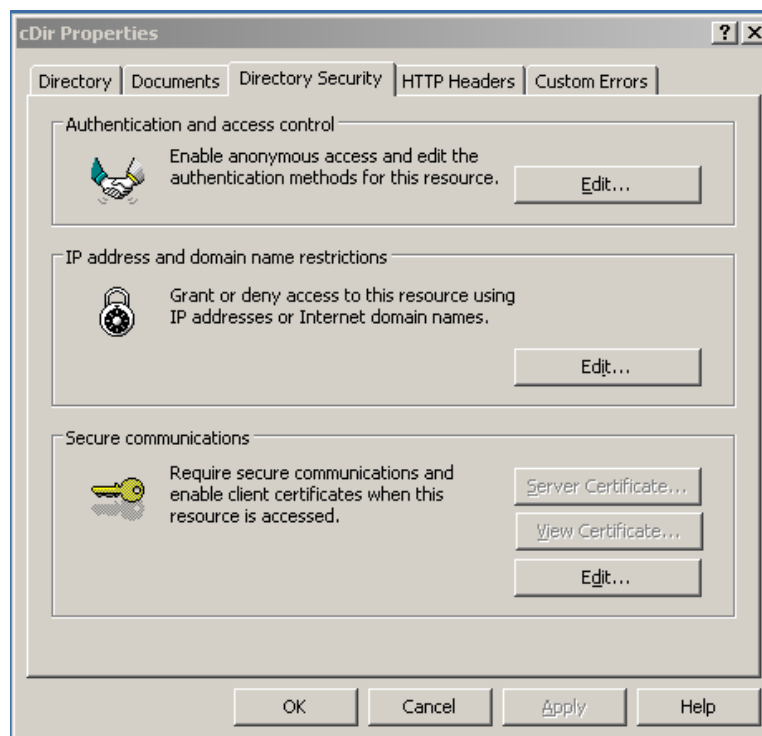 cDir Properties
? X
Directory Documents Directory Security HTTP Headers Custom Errors
Authentication and access control
Enable anonymous access and edit the
authentication methods for this resource.
Edit...
IP address and domain name restrictions
Grant or deny access to this resource using
IP addresses or Internet domain names.
Edit...
Secure communications
Require secure communications and
enable client certificates when this
resource is accessed.
Server Certificate...
View Certificate...
Edit...
OK Cancel Apply Help